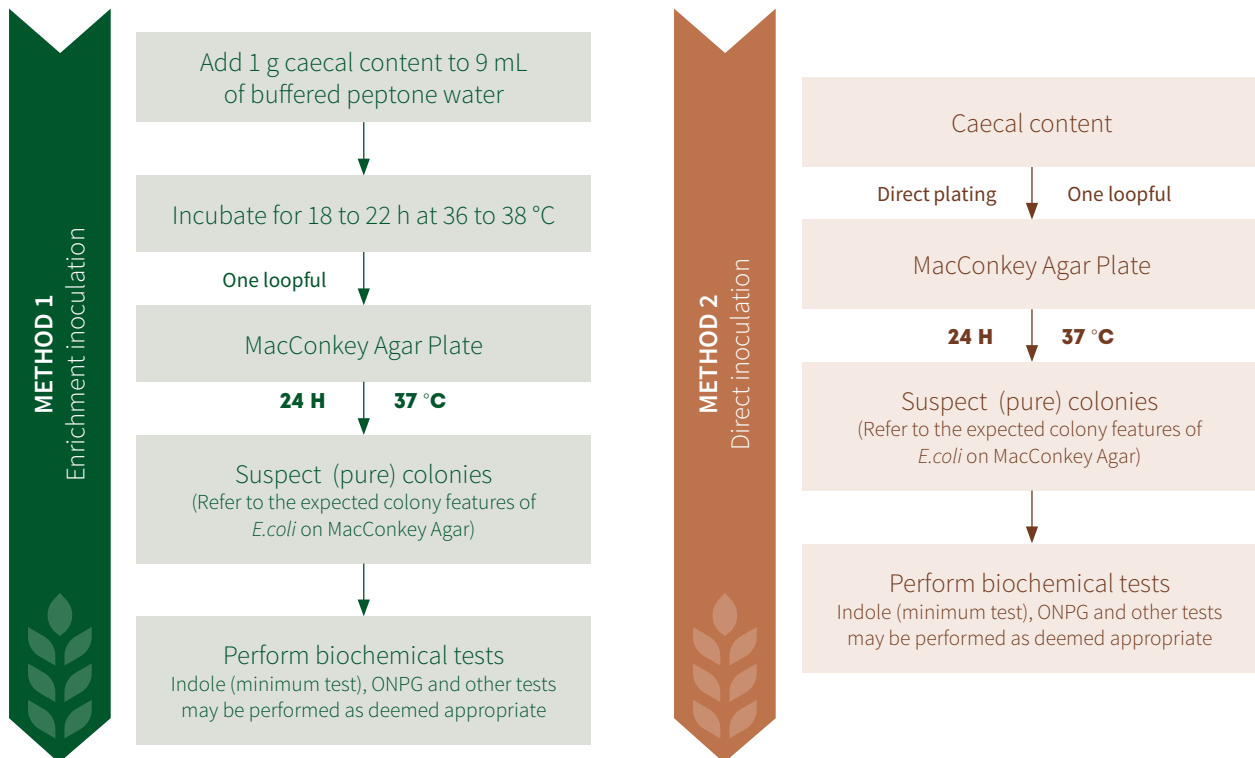 METHOD 1
Enrichment inoculation
Add 1 g caecal content to 9 mL
of buffered peptone water
Incubate for 18 to 22 h at 36 to 38 °C
One loopful
MacConkey Agar Plate
24 H 37 °C
Suspect (pure) colonies
(Refer to the expected colony features of
E.coli on MacConkey Agar)
Perform biochemical tests
Indole (minimum test), ONPG and other tests
may be performed as deemed appropriate
METHOD 2
Direct inoculation
Caecal content
Direct plating One loopful
MacConkey Agar Plate
24 H 37 °C
Suspect (pure) colonies
(Refer to the expected colony features of
E.coli on MacConkey Agar)
Perform biochemical tests
Indole (minimum test), ONPG and other tests
may be performed as deemed appropriate